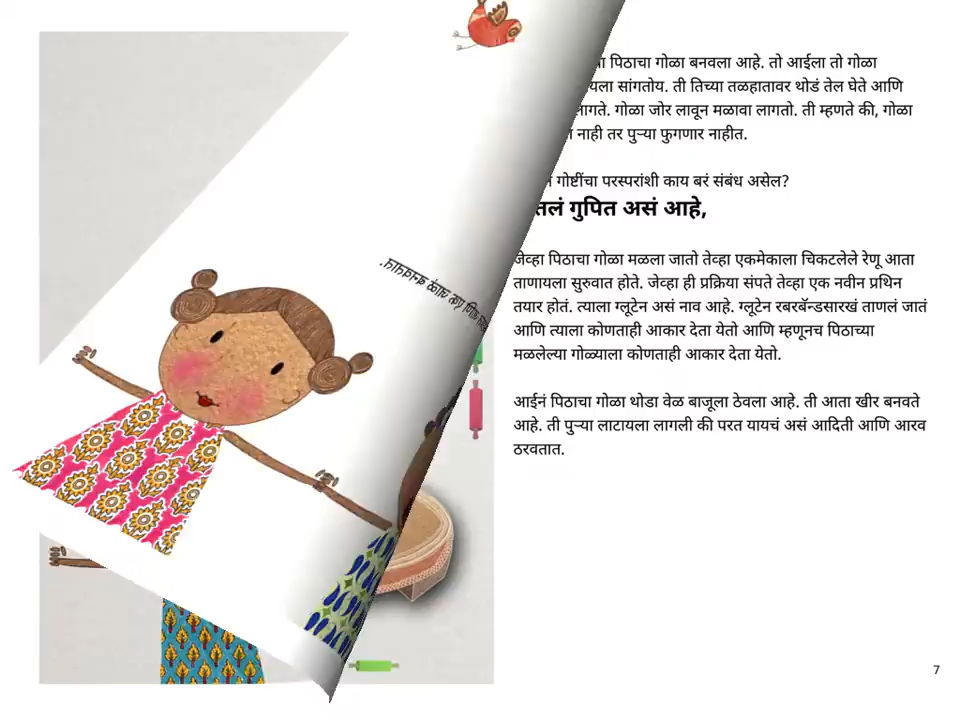 पिठाचा गोळा बनवला आहे. तो आईला तो गोळा
सांगतोय. ती तिच्या तळहातावर थोडं तेल घेते आणि
लागते. गोळा जोर लावून मळावा लागतो. ती म्हणते की, गोळा
नाही तर पुऱ्या फुगणार नाहीत.
गोष्टींचा परस्परांशी काय बरं संबंध असेल?
गुपित असं आहे,
जेव्हा पिठाचा गोळा मळला जातो तेव्हा एकमेकाला चिकटलेले रेणू आता
ताणायला सुरुवात होते. जेव्हा ही प्रक्रिया संपते तेव्हा एक नवीन प्रथिन
तयार होतं. त्याला ग्लूटेन असं नाव आहे. ग्लूटेन रबरबॅन्डसारखं ताणलं जातं
आणि त्याला कोणताही आकार देता येतो आणि म्हणूनच पिठाच्या
मळलेल्या गोळ्याला कोणताही आकार देता येतो.
आईनं पिठाचा गोळा थोडा वेळ बाजूला ठेवला आहे. ती आता खीर बनवते
आहे. ती पुऱ्या लाटायला लागली की परत यायचं असं आदिती आणि आरव
ठरवतात.
7